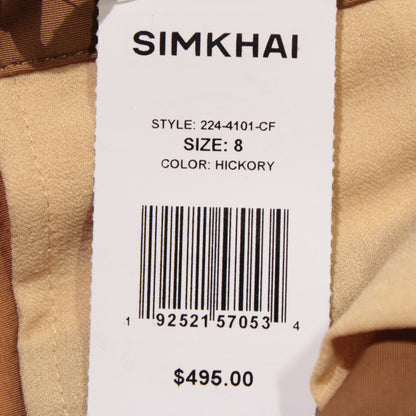 SIMKHAI
STYLE: 224-4101-CF
SIZE: 8
COLOR: HICKORY
1 92521 57053 4
$495.00